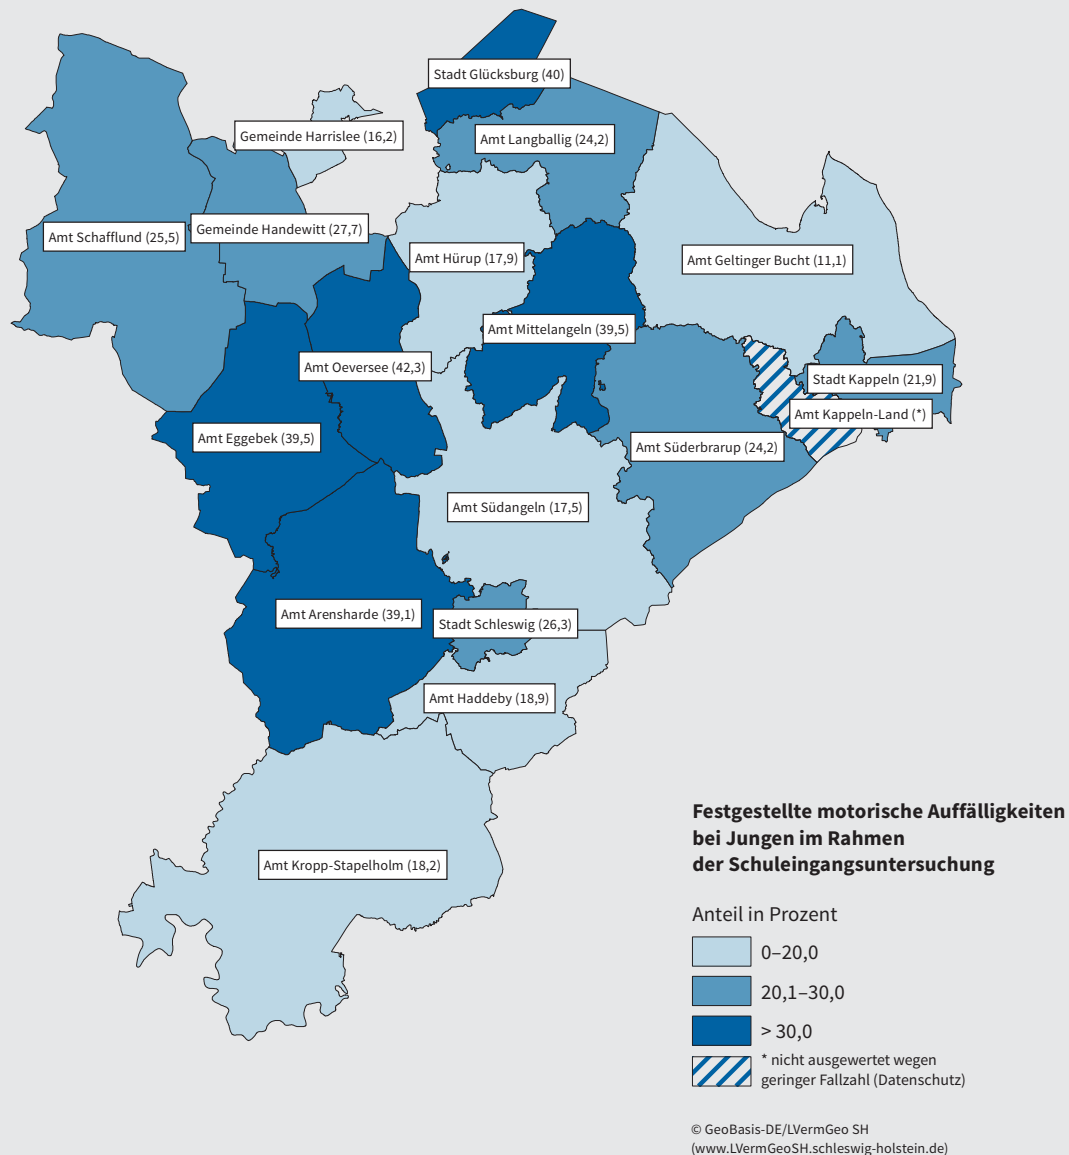 Stadt Glücksburg (40)
Gemeinde Harrislee (16,2)
Amt Langballig (24,2)
Amt Schafflund (25,5)
Gemeinde Handewitt (27,7)
Amt Hürup (17,9)
Amt Geltinger Bucht (11,1)
Amt Mittelangeln (39,5)
Amt Oeversee (42,3)
Stadt Kappeln (21,9)
Amt Kappeln-Land (*)
Amt Eggebek (39,5)
Amt Süderbrarup (24,2)
Amt Südangeln (17,5)
Amt Arensharde (39,1)
Stadt Schleswig (26,3)
Amt Haddeby (18,9)
Amt Kropp-Stapelholm (18,2)
Festgestellte motorische Auffälligkeiten
bei Jungen im Rahmen
der Schuleingangsuntersuchung
Anteil in Prozent
0–20,0
20,1–30,0
> 30,0
* nicht ausgewertet wegen
geringer Fallzahl (Datenschutz)
© GeoBasis-DE/LVermGeo SH
(www.LVermGeoSH.schleswig-holstein.de)